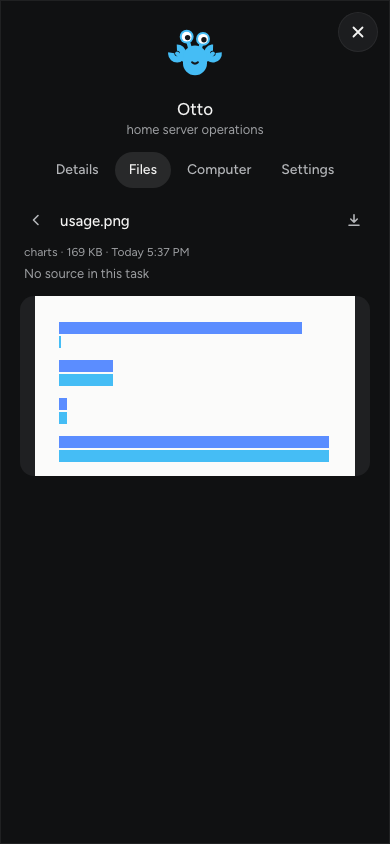 Otto
home server operations
Details Files Computer Settings
usage.png
charts · 169 KB · Today 5:37 PM
No source in this task